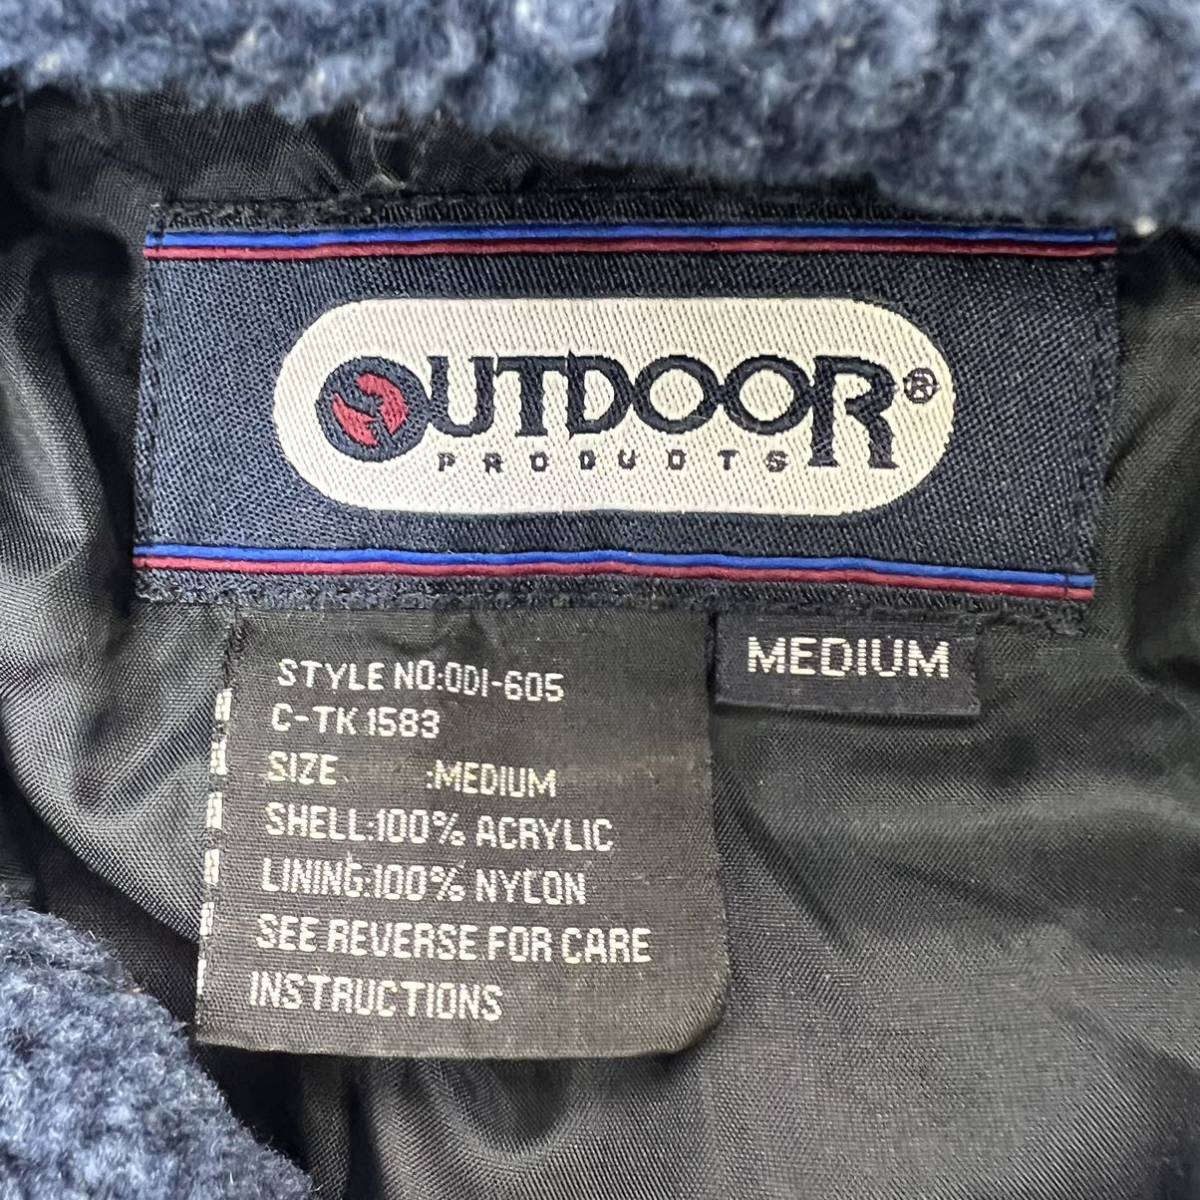 OUTDOOR®
PRODUCTS
MEDIUM
STYLE NO:ODI-605
C-TK 1583
SIZE :MEDIUM
SHELL:100% ACRYLIC
LINING:100% NYLON
SEE REVERSE FOR CARE
INSTRUCTIONS